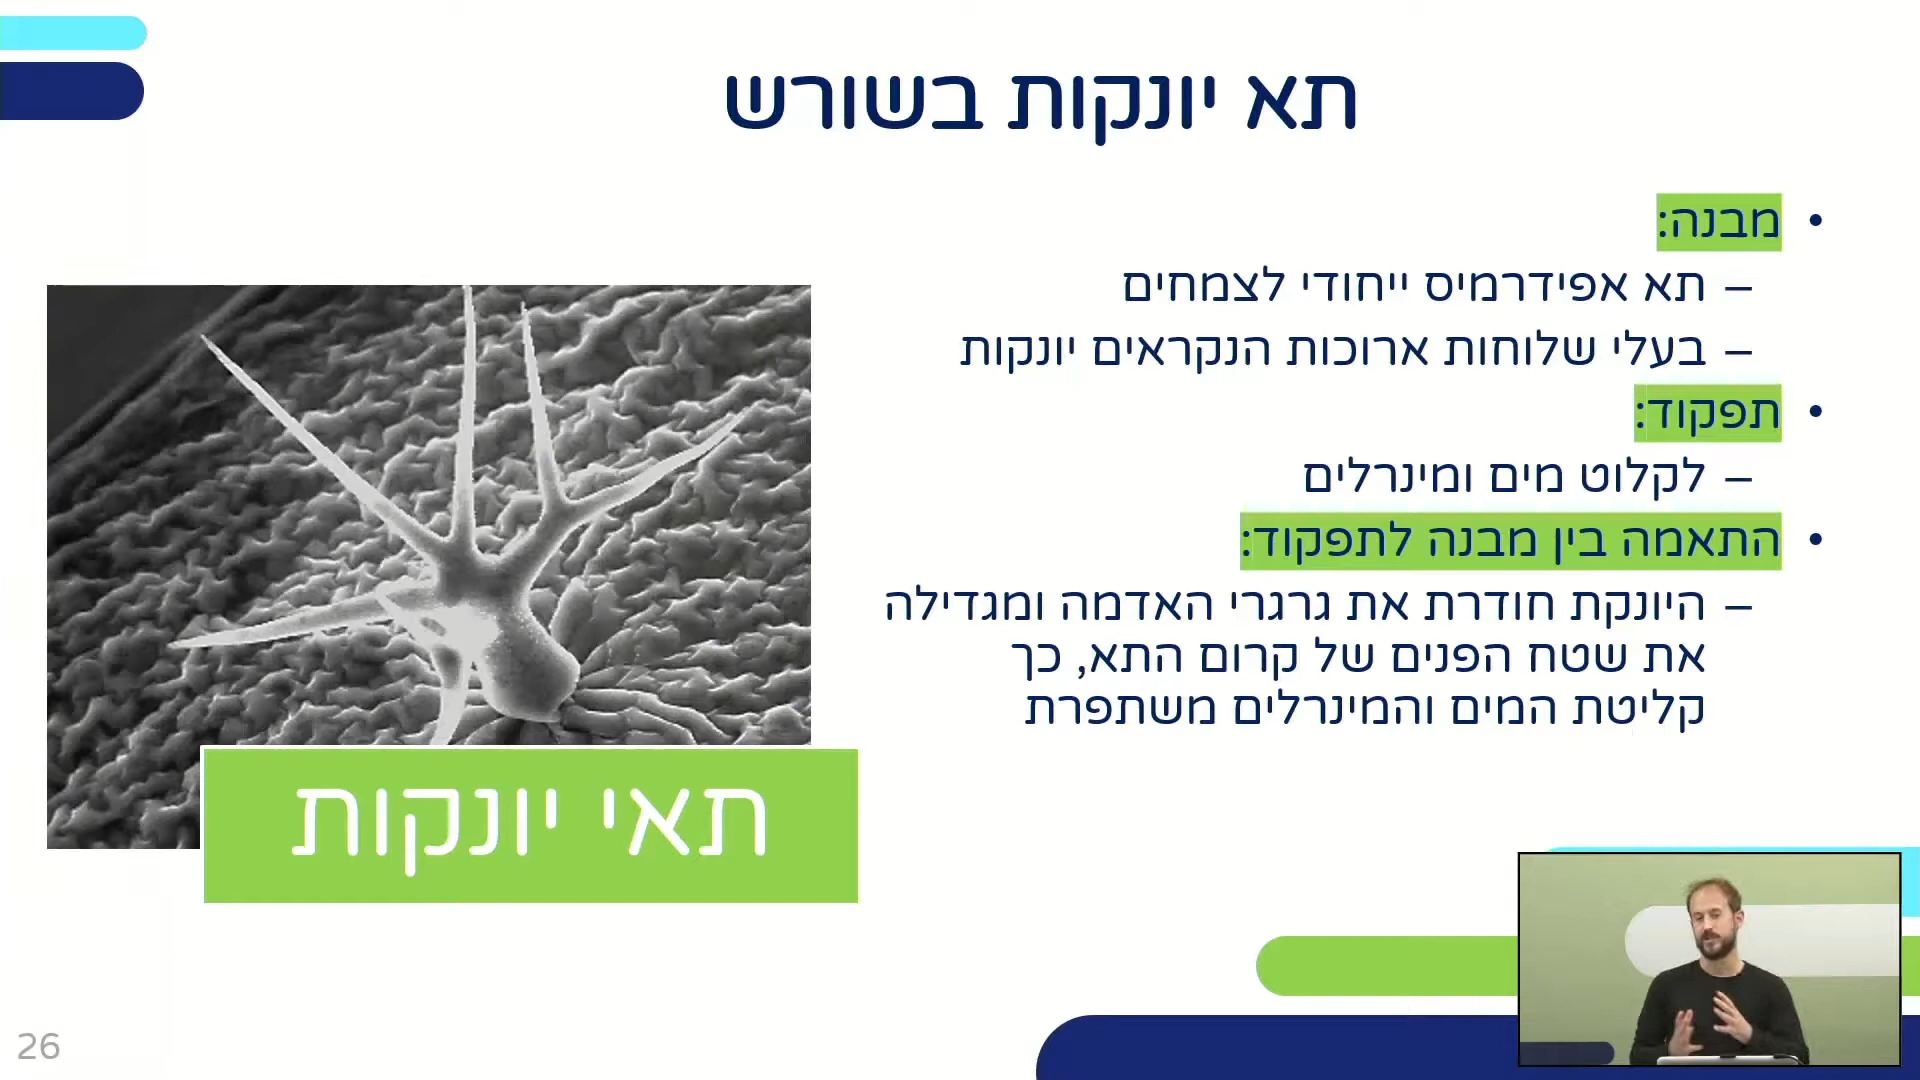 תא יונקות בשורש
• מבנה:
– תא אפידרמיס ייחודי לצמחים
– בעלי שלוחות ארוכות הנקראים יונקות
• תפקוד:
– לקלוט מים ומינרלים
• התאמה בין מבנה לתפקוד:
– היונקת חודרת את גרגרי האדמה ומגדילה
את שטח הפנים של קרום התא, כך
קליטת המים והמינרלים משתפרת
תאי יונקות
26